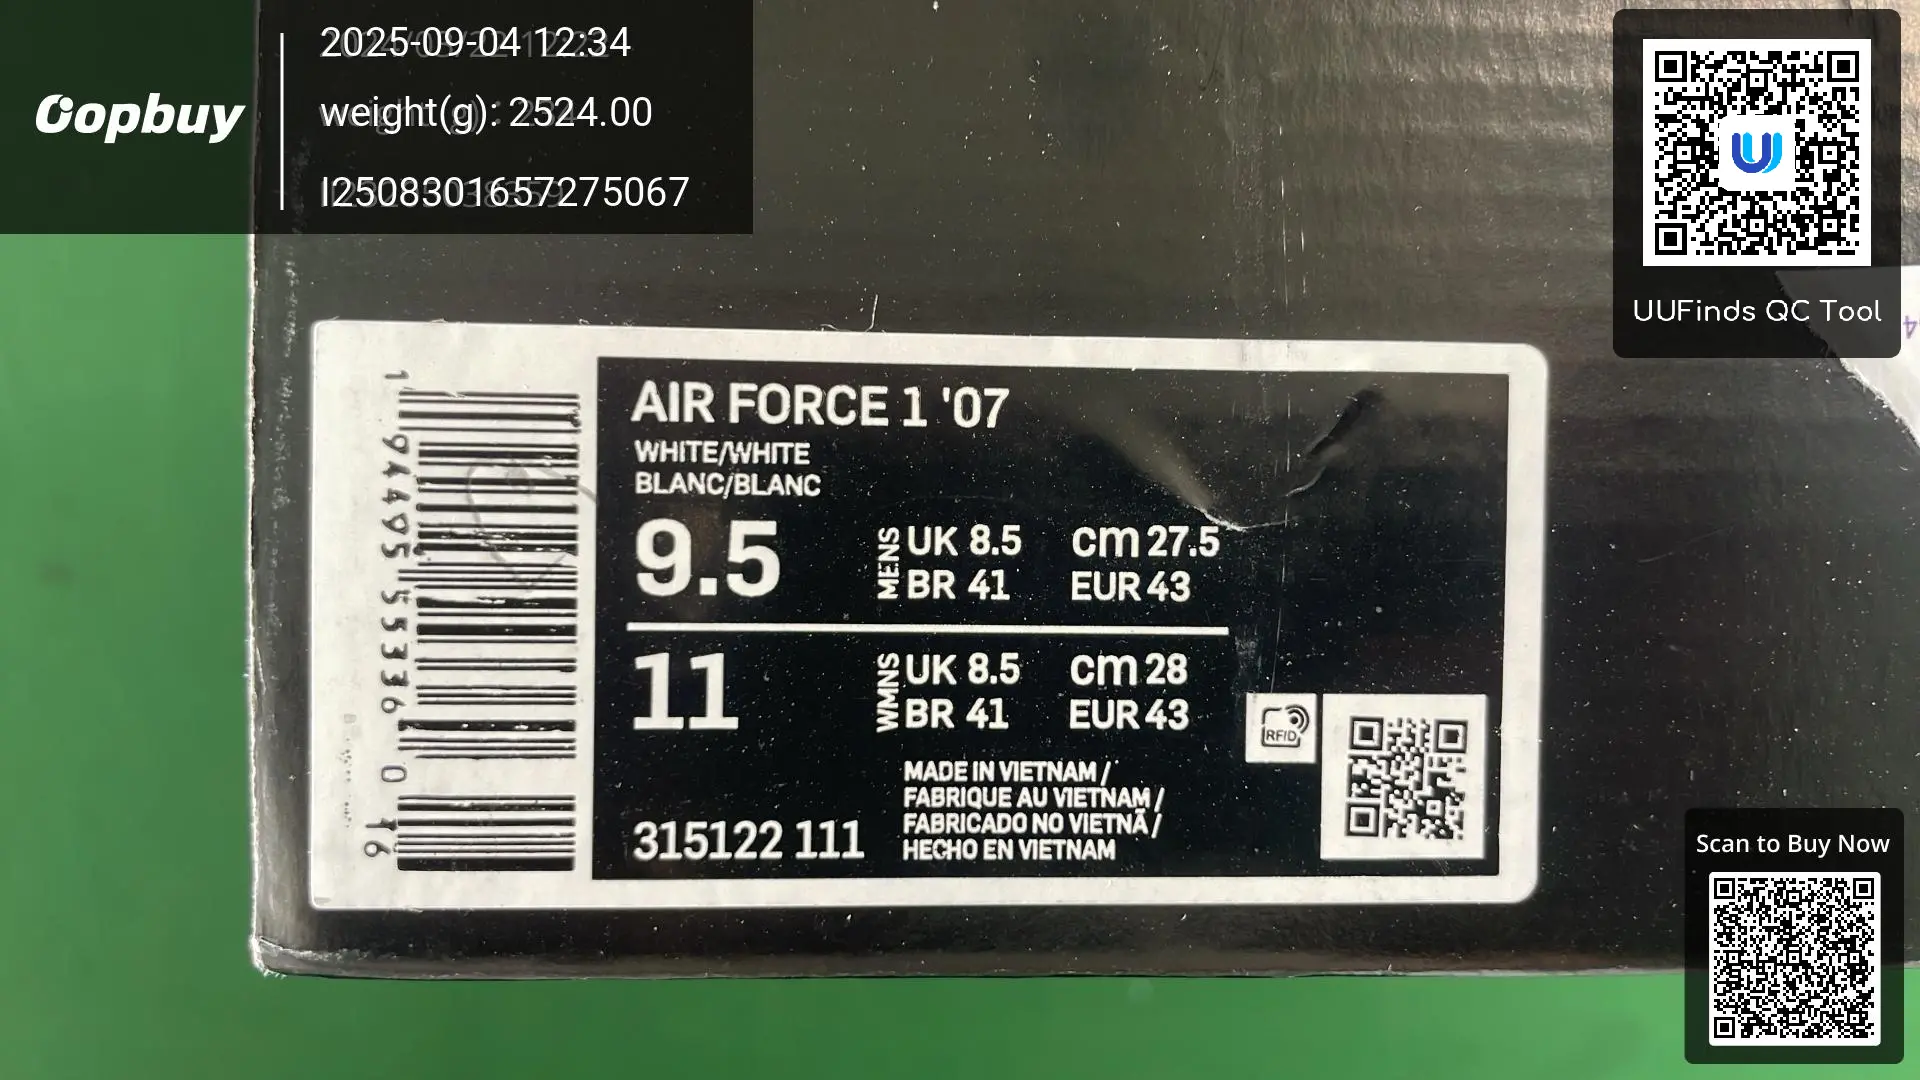 Oopbuy
2025-09-04 12:34
weight(g): 2524.00
I2508301657275067
UUFinds QC Tool
AIR FORCE 1 '07
WHITE/WHITE
BLANC/BLANC
9.5
MENS
UK 8.5 cm 27.5
BR 41 EUR 43
11
WMNS
UK 8.5 cm 28
BR 41 EUR 43
MADE IN VIETNAM /
FABRIQUE AU VIETNAM /
FABRICADO NO VIETNÃ /
HECHO EN VIETNAM
315122 111
RFID
1 94495 55336 0 16
Scan to Buy Now